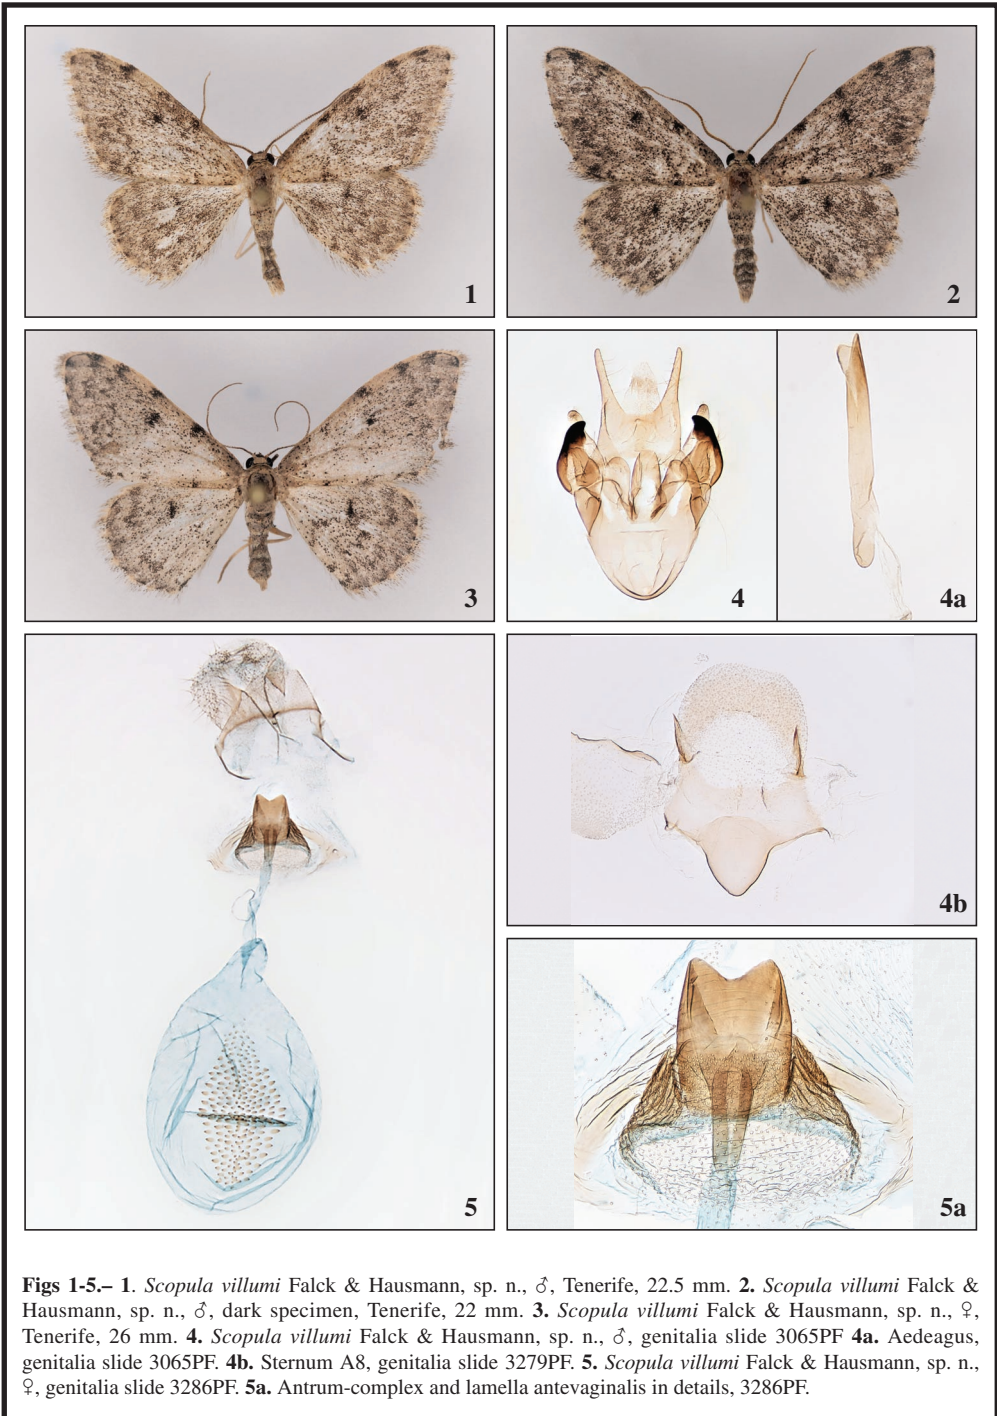 1
2
3
4
4a
5
4b
5a
Figs 1-5.– 1. Scopula villumi Falck & Hausmann, sp. n., ♂, Tenerife, 22.5 mm. 2. Scopula villumi Falck &
Hausmann, sp. n., ♂, dark specimen, Tenerife, 22 mm. 3. Scopula villumi Falck & Hausmann, sp. n., ♀,
Tenerife, 26 mm. 4. Scopula villumi Falck & Hausmann, sp. n., ♂, genitalia slide 3065PF 4a. Aedeagus,
genitalia slide 3065PF. 4b. Sternum A8, genitalia slide 3279PF. 5. Scopula villumi Falck & Hausmann, sp. n.,
♀, genitalia slide 3286PF. 5a. Antrum-complex and lamella antevaginalis in details, 3286PF.